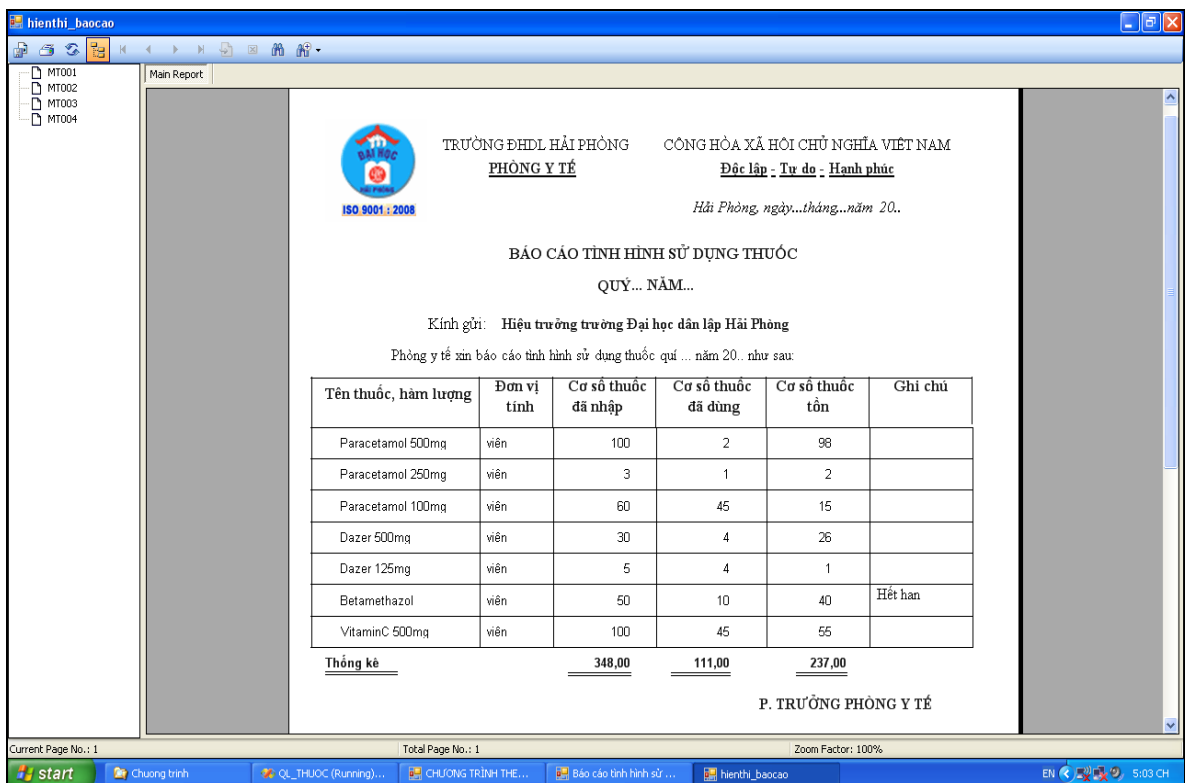 hienthi_baocao
MT001
MT002
MT003
MT004
Main Report
ĐẠI HỌC
HẢI PHÒNG
ISO 9001 : 2008
TRƯỜNG ĐHDL HẢI PHÒNG CỘNG HÒA XÃ HỘI CHỦ NGHĨA VIỆT NAM
PHÒNG Y TẾ Độc lập - Tự do - Hạnh phúc
Hải Phòng, ngày...tháng...năm 20..
BÁO CÁO TÌNH HÌNH SỬ DỤNG THUỐC
QUÝ... NĂM...
Kính gửi: Hiệu trưởng trường Đại học dân lập Hải Phòng
Phòng y tế xin báo cáo tình hình sử dụng thuốc quí ... năm 20.. như sau:
Tên thuốc, hàm lượng Đơn vị tính Cơ số thuốc đã nhập Cơ số thuốc đã dùng Cơ số thuốc tồn Ghi chú
Paracetamol 500mg viên 100 2 98
Paracetamol 250mg viên 3 1 2
Paracetamol 100mg viên 60 45 15
Dazer 500mg viên 30 4 26
Dazer 125mg viên 5 4 1
Betamethazol viên 50 10 40 Hết hạn
VitaminC 500mg viên 100 45 55
Thống kê 348,00 111,00 237,00
P. TRƯỞNG PHÒNG Y TẾ
Current Page No.: 1 Total Page No.: 1 Zoom Factor: 100%
start Chuong trinh QL_THUOC (Running)... CHƯƠNG TRÌNH THE... Báo cáo tình hình sử ... hienthi_baocao EN 5:03 CH